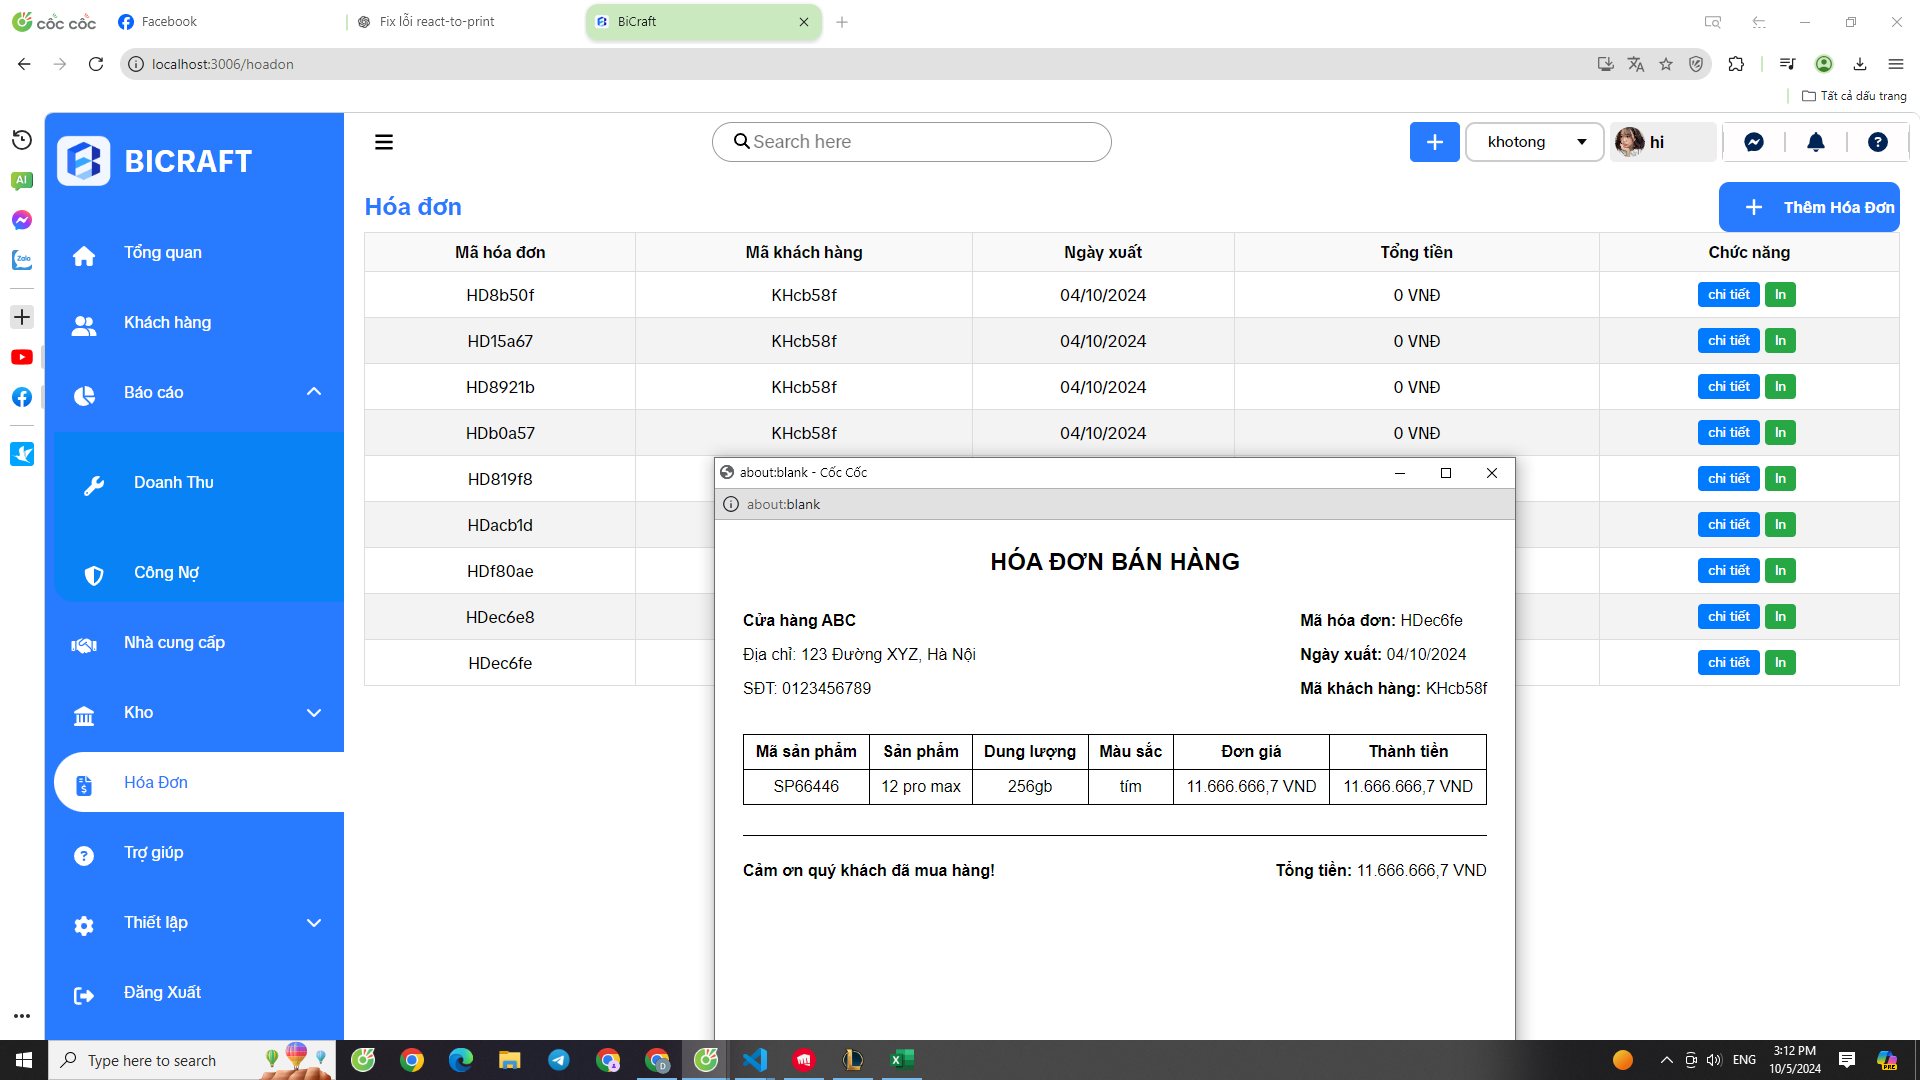 cốc cốc
Facebook
Fix lỗi react-to-print
BiCraft
localhost:3006/hoadon
Tất cả dấu trang
AI
Zalo
BICRAFT
Search here
khotong
hi
Tổng quan
Khách hàng
Báo cáo
Doanh Thu
Công Nợ
Nhà cung cấp
Kho
Hóa Đơn
Trợ giúp
Thiết lập
Đăng Xuất
Hóa đơn
Thêm Hóa Đơn
Mã hóa đơn Mã khách hàng Ngày xuất Tổng tiền Chức năng
HD8b50f KHcb58f 04/10/2024 0 VNĐ chi tiết In
HD15a67 KHcb58f 04/10/2024 0 VNĐ chi tiết In
HD8921b KHcb58f 04/10/2024 0 VNĐ chi tiết In
HDb0a57 KHcb58f 04/10/2024 0 VNĐ chi tiết In
HD819f8 chi tiết In
HDacb1d chi tiết In
HDf80ae chi tiết In
HDec6e8 chi tiết In
HDec6fe chi tiết In
about:blank - Cốc Cốc
about:blank
HÓA ĐƠN BÁN HÀNG
Cửa hàng ABC
Địa chỉ: 123 Đường XYZ, Hà Nội
SĐT: 0123456789
Mã hóa đơn: HDec6fe
Ngày xuất: 04/10/2024
Mã khách hàng: KHcb58f
Mã sản phẩm Sản phẩm Dung lượng Màu sắc Đơn giá Thành tiền
SP66446 12 pro max 256gb tím 11.666.666,7 VND 11.666.666,7 VND
Cảm ơn quý khách đã mua hàng!
Tổng tiền: 11.666.666,7 VND
Type here to search
ENG
3:12 PM
10/5/2024